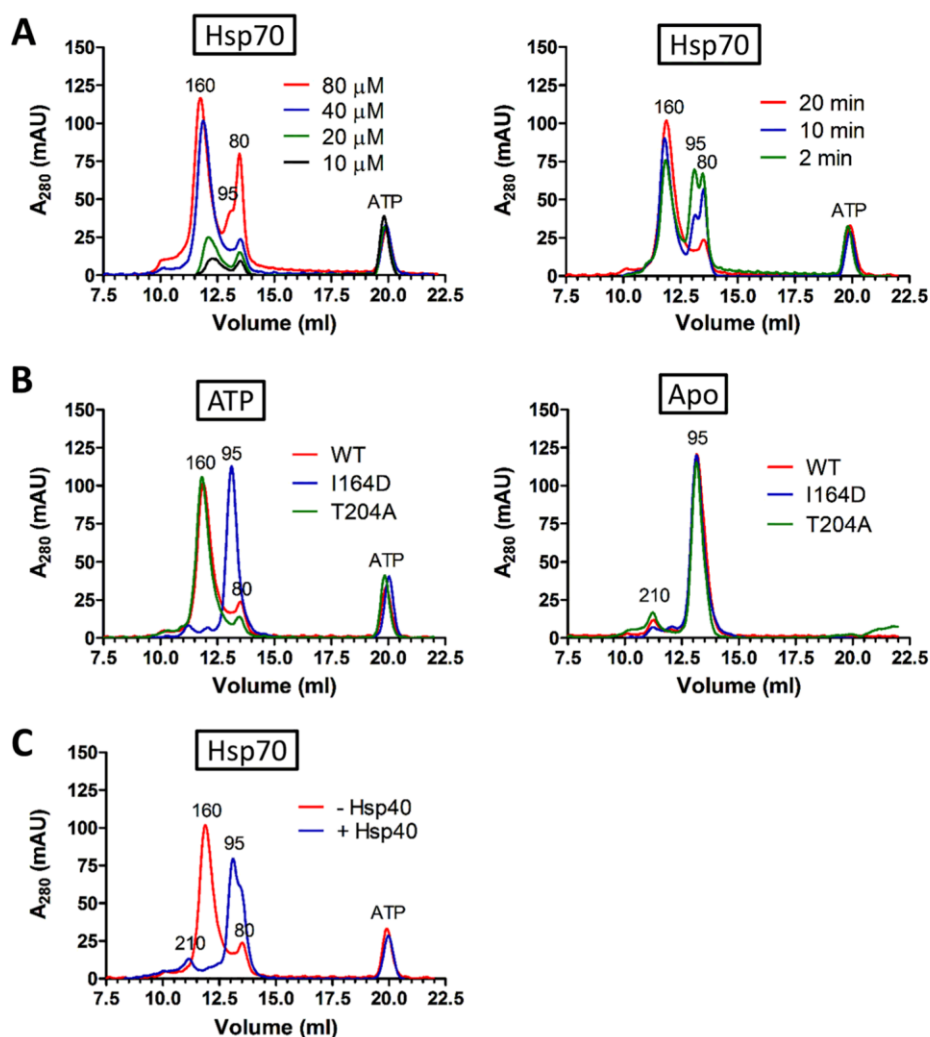 A
Hsp70
150
125
100
75
50
25
0
A280 (mAU)
160
95
80
ATP
80 μM
40 μM
20 μM
10 μM
7.5 10.0 12.5 15.0 17.5 20.0 22.5
Volume (ml)
Hsp70
150
125
100
75
50
25
0
A280 (mAU)
160
95
80
ATP
20 min
10 min
2 min
7.5 10.0 12.5 15.0 17.5 20.0 22.5
Volume (ml)
B
ATP
150
125
100
75
50
25
0
A280 (mAU)
160
95
80
ATP
WT
I164D
T204A
7.5 10.0 12.5 15.0 17.5 20.0 22.5
Volume (ml)
Apo
150
125
100
75
50
25
0
A280 (mAU)
210
95
WT
I164D
T204A
7.5 10.0 12.5 15.0 17.5 20.0 22.5
Volume (ml)
C
Hsp70
150
125
100
75
50
25
0
A280 (mAU)
210
160
95
80
ATP
- Hsp40
+ Hsp40
7.5 10.0 12.5 15.0 17.5 20.0 22.5
Volume (ml)